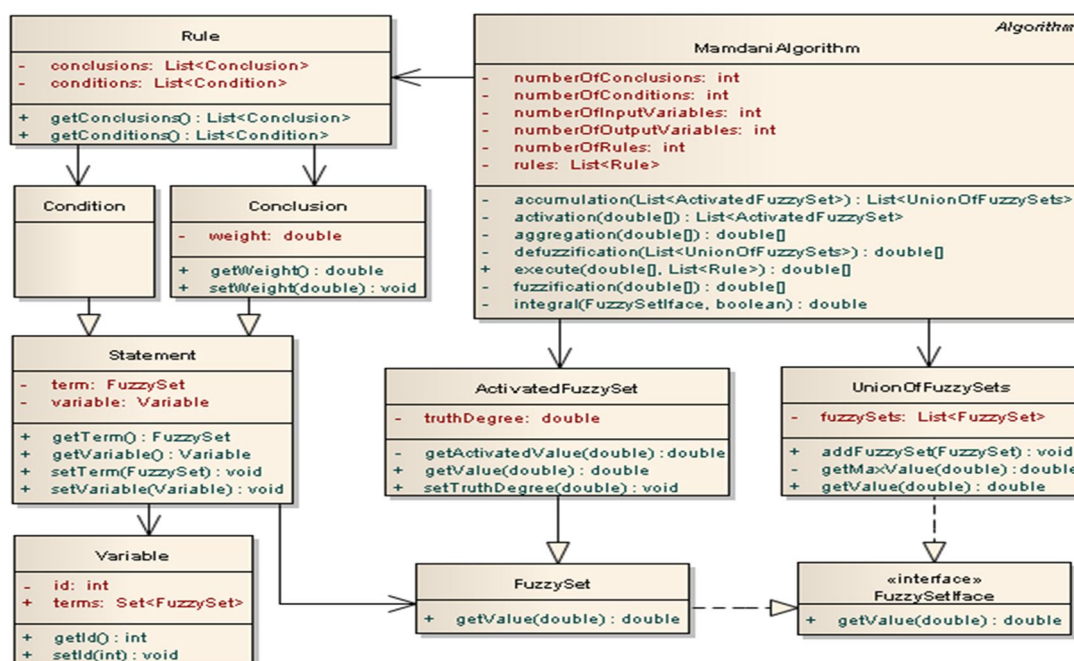 Rule
- conclusions: List<Conclusion>
- conditions: List<Condition>
+ getConclusions() : List<Conclusion>
+ getConditions() : List<Condition>
Algorithm
MamdaniAlgorithm
- numberOfConclusions: int
- numberOfConditions: int
- numberOfInputVariables: int
- numberOfOutputVariables: int
- numberOfRules: int
- rules: List<Rule>
- accumulation(List<ActivatedFuzzySet>) : List<UnionOfFuzzySets>
- activation(double[]) : List<ActivatedFuzzySet>
- aggregation(double[]) : double[]
- defuzzification(List<UnionOfFuzzySets>) : double[]
+ execute(double[], List<Rule>) : double[]
- fuzzification(double[]) : double[]
- integral(FuzzySetIface, boolean) : double
Condition
Conclusion
- weight: double
+ getWeight() : double
+ setWeight(double) : void
Statement
- term: FuzzySet
- variable: Variable
+ getTerm() : FuzzySet
+ getVariable() : Variable
+ setTerm(FuzzySet) : void
+ setVariable(Variable) : void
ActivatedFuzzySet
- truthDegree: double
- getActivatedValue(double) : double
+ getValue(double) : double
+ setTruthDegree(double) : void
UnionOfFuzzySets
- fuzzySets: List<FuzzySet>
+ addFuzzySet(FuzzySet) : void
- getMaxValue(double) : double
+ getValue(double) : double
Variable
- id: int
+ terms: Set<FuzzySet>
+ getId() : int
+ setId(int) : void
FuzzySet
+ getValue(double) : double
«interface»
FuzzySetIface
+ getValue(double) : double